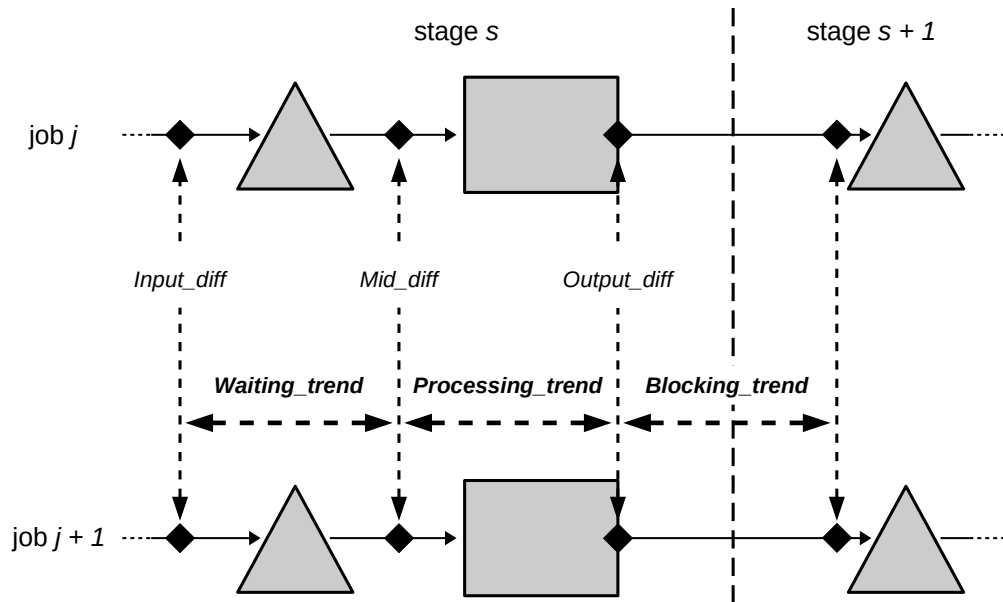 stage s
stage s + 1
job j
Input_diff
Mid_diff
Output_diff
Waiting_trend
Processing_trend
Blocking_trend
job j + 1